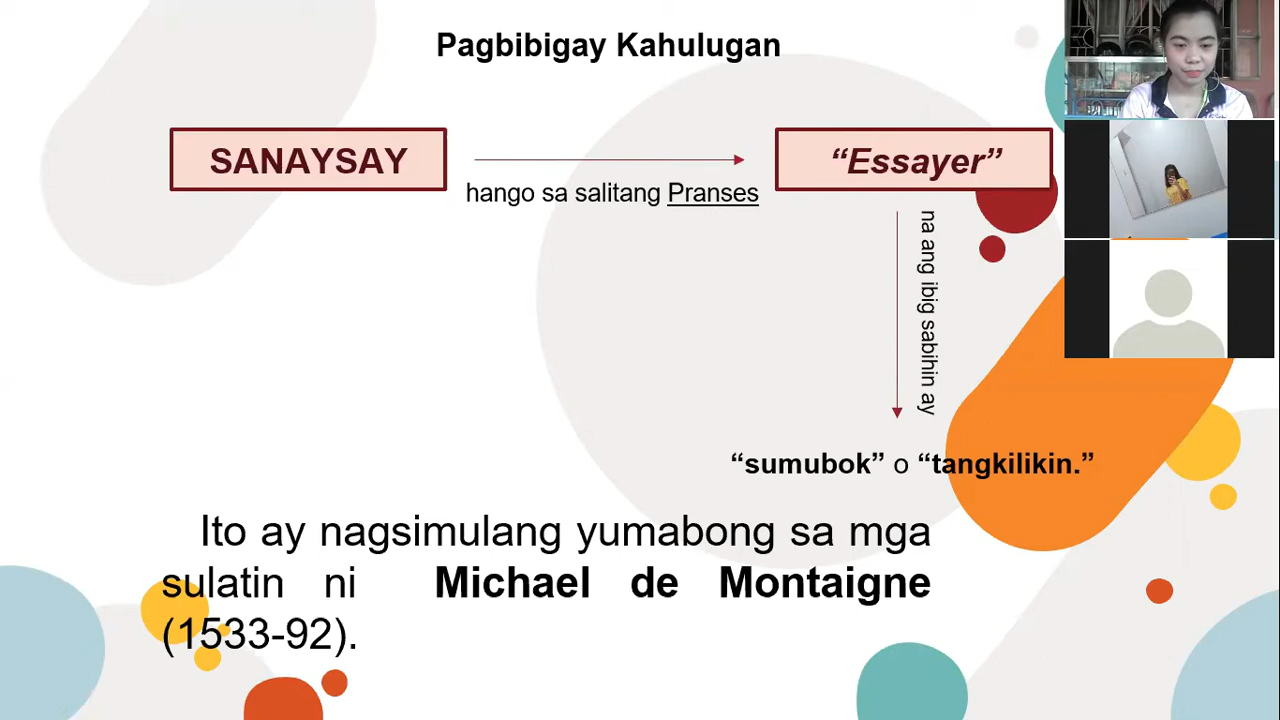 Pagbibigay Kahulugan
SANAYSAY
hango sa salitang Pranses
“Essayer”
na ang ibig sabihin ay
“sumubok” o “tangkilikin.”
Ito ay nagsimulang yumabong sa mga
sulatin ni Michael de Montaigne
(1533-92).